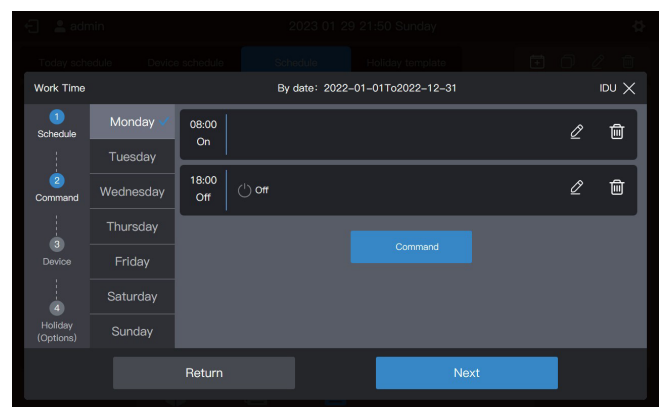 admin
2023 01 29 21:50 Sunday
Today schedule
Device schedule
Schedule
Holiday template
Work Time
By date: 2022-01-01To2022-12-31
IDU
1
Schedule
2
Command
3
Device
4
Holiday
(Options)
Monday
Tuesday
Wednesday
Thursday
Friday
Saturday
Sunday
08:00
On
18:00
Off
Off
Command
Return
Next